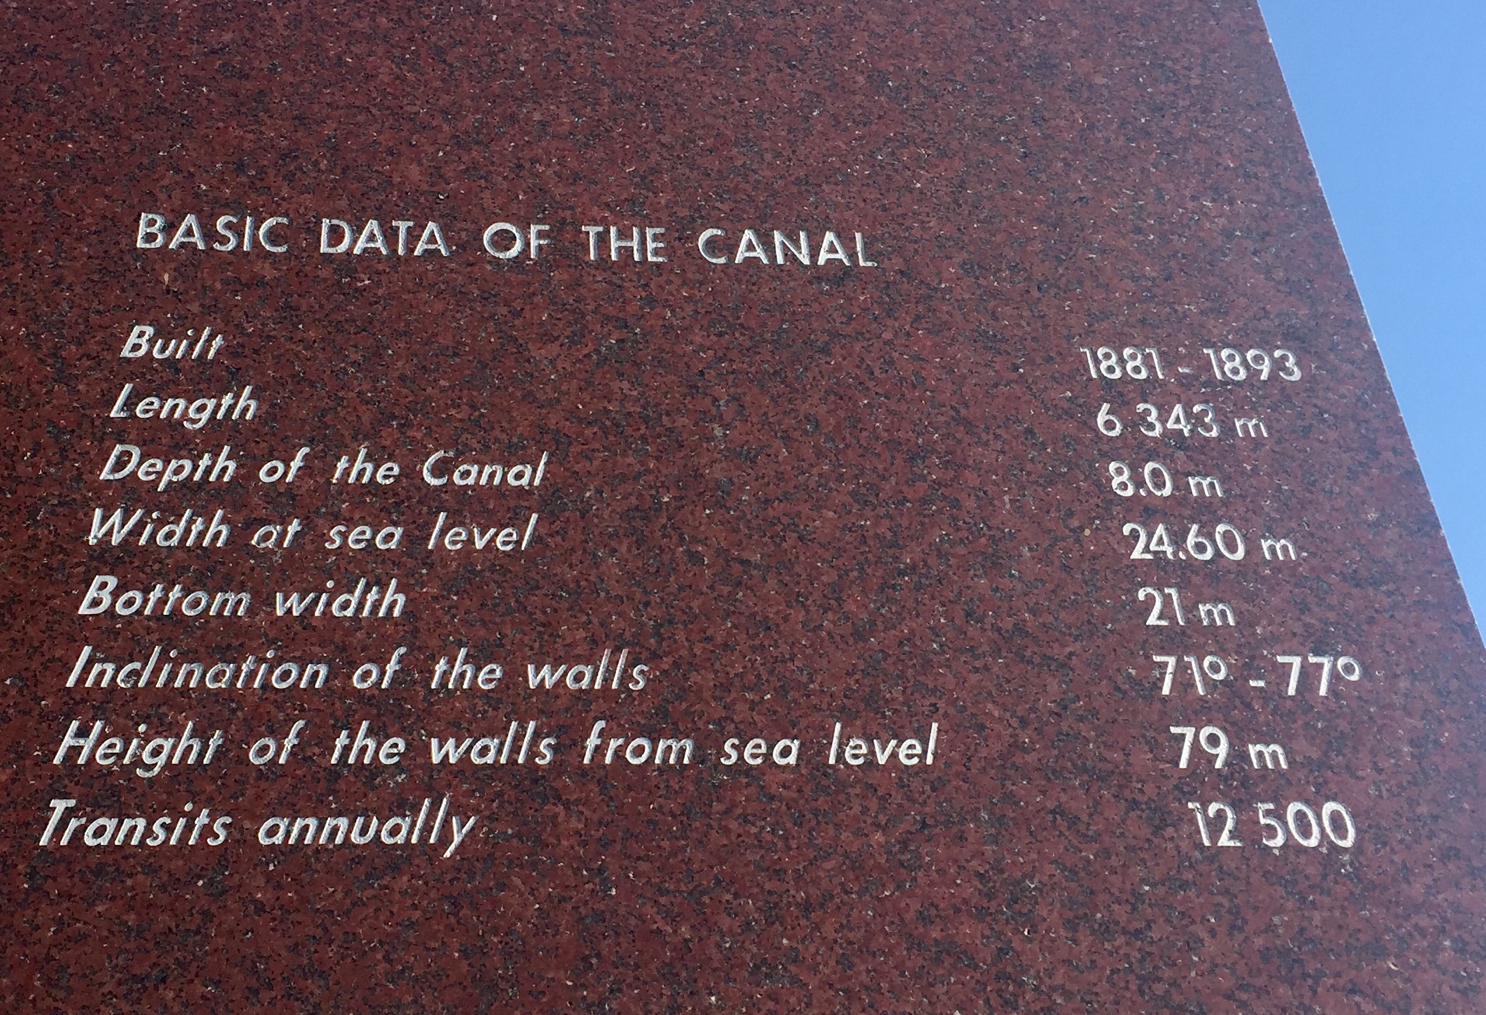 BASIC DATA OF THE CANAL
Built 1881 - 1893
Length 6 343 m
Depth of the Canal 8.0 m
Width at sea level 24.60 m
Bottom width 21 m
Inclination of the walls 71º - 77º
Height of the walls from sea level 79 m
Transits annually 12 500